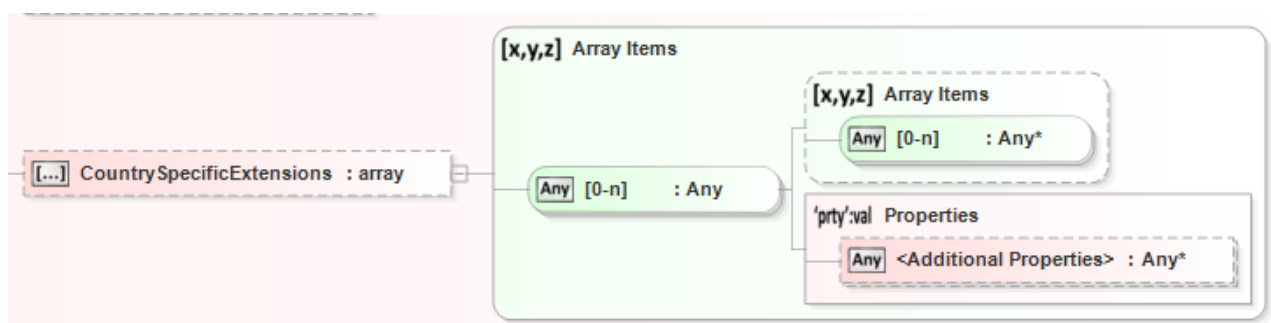 [x,y,z] Array Items
[x,y,z] Array Items
Any [0-n] : Any*
[...] CountrySpecificExtensions : array
Any [0-n] : Any
'prty':val Properties
Any <Additional Properties> : Any*